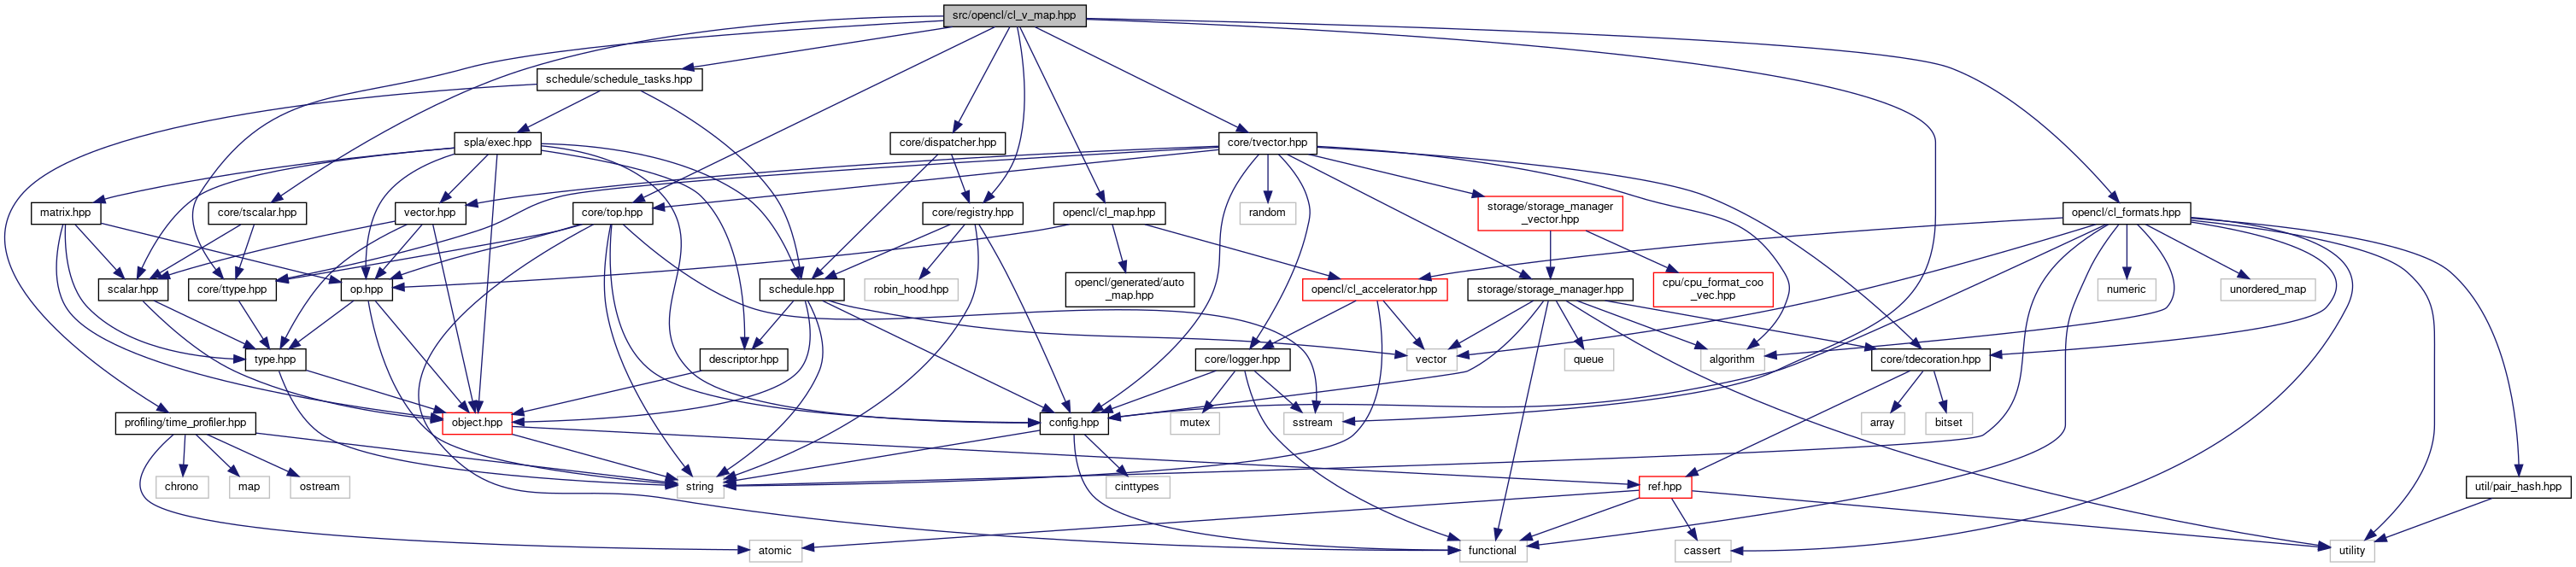 src/opencl/cl_v_map.hpp
schedule/schedule_tasks.hpp
spla/exec.hpp
core/dispatcher.hpp
core/tvector.hpp
matrix.hpp
core/tscalar.hpp
vector.hpp
core/top.hpp
core/registry.hpp
opencl/cl_map.hpp
random
storage/storage_manager
_vector.hpp
opencl/cl_formats.hpp
scalar.hpp
core/ttype.hpp
op.hpp
schedule.hpp
robin_hood.hpp
opencl/generated/auto
_map.hpp
opencl/cl_accelerator.hpp
storage/storage_manager.hpp
cpu/cpu_format_coo
_vec.hpp
numeric
unordered_map
type.hpp
descriptor.hpp
vector
core/logger.hpp
queue
algorithm
core/tdecoration.hpp
profiling/time_profiler.hpp
object.hpp
config.hpp
mutex
sstream
array
bitset
chrono
map
ostream
string
cinttypes
ref.hpp
util/pair_hash.hpp
atomic
functional
cassert
utility